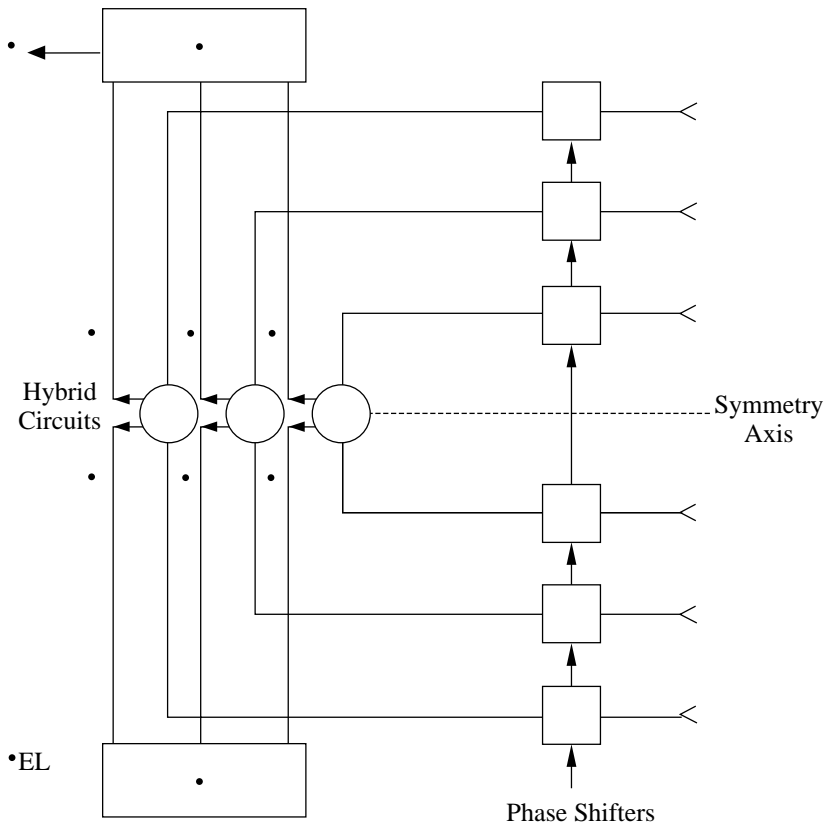 Hybrid
Circuits
Symmetry
Axis
•EL
Phase Shifters